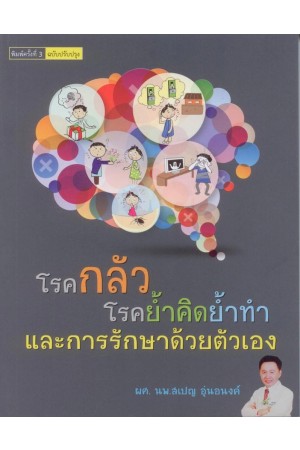 พิมพ์ครั้งที่ 3 ฉบับปรับปรุง
โรคกลัว
โรคย้ำคิดย้ำทำ
และการรักษาด้วยตัวเอง
ผศ. นพ.สเปญ อุ่นอนงค์